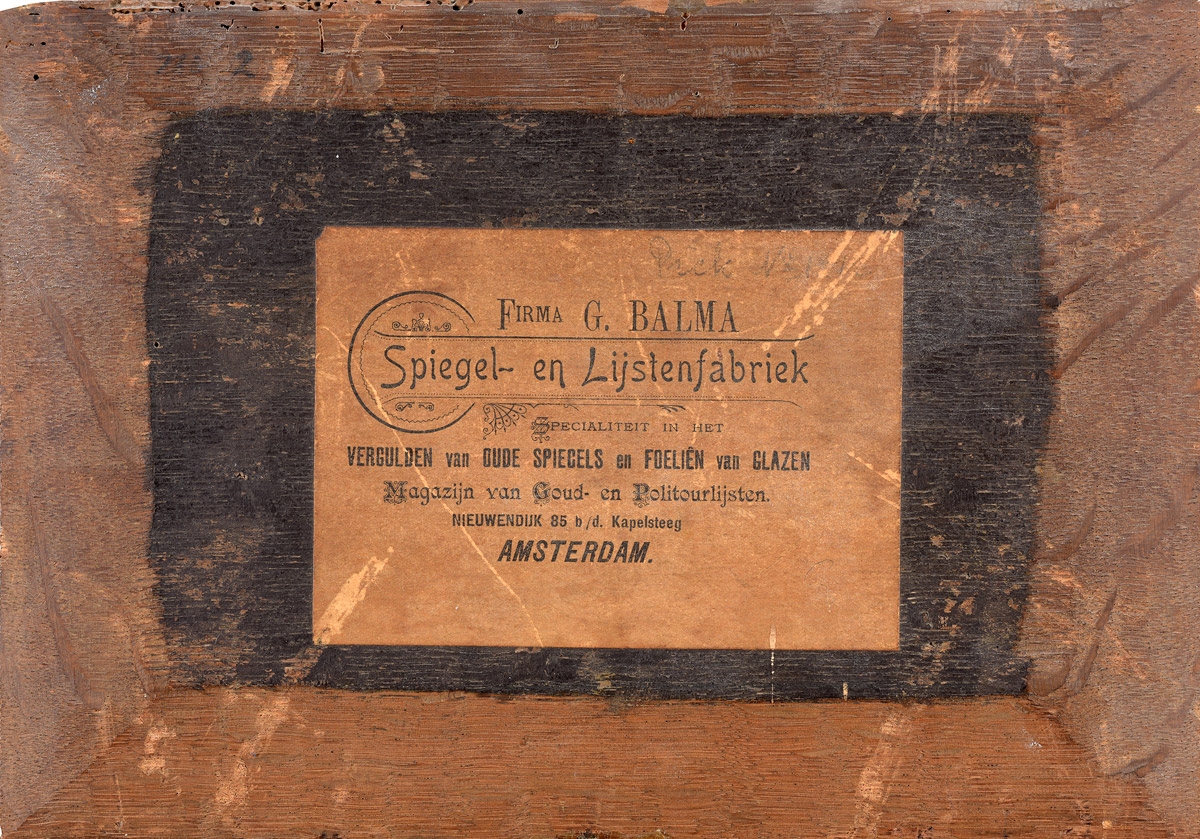 FIRMA G. BALMA
Spiegel- en Lijstenfabriek
SPECIALITEIT IN HET
VERGULDEN van OUDE SPIEGELS en FOELIËN van GLAZEN
Magazijn van Goud- en Politourlijsten.
NIEUWENDIJK 85 b/d. Kapelsteeg
AMSTERDAM.